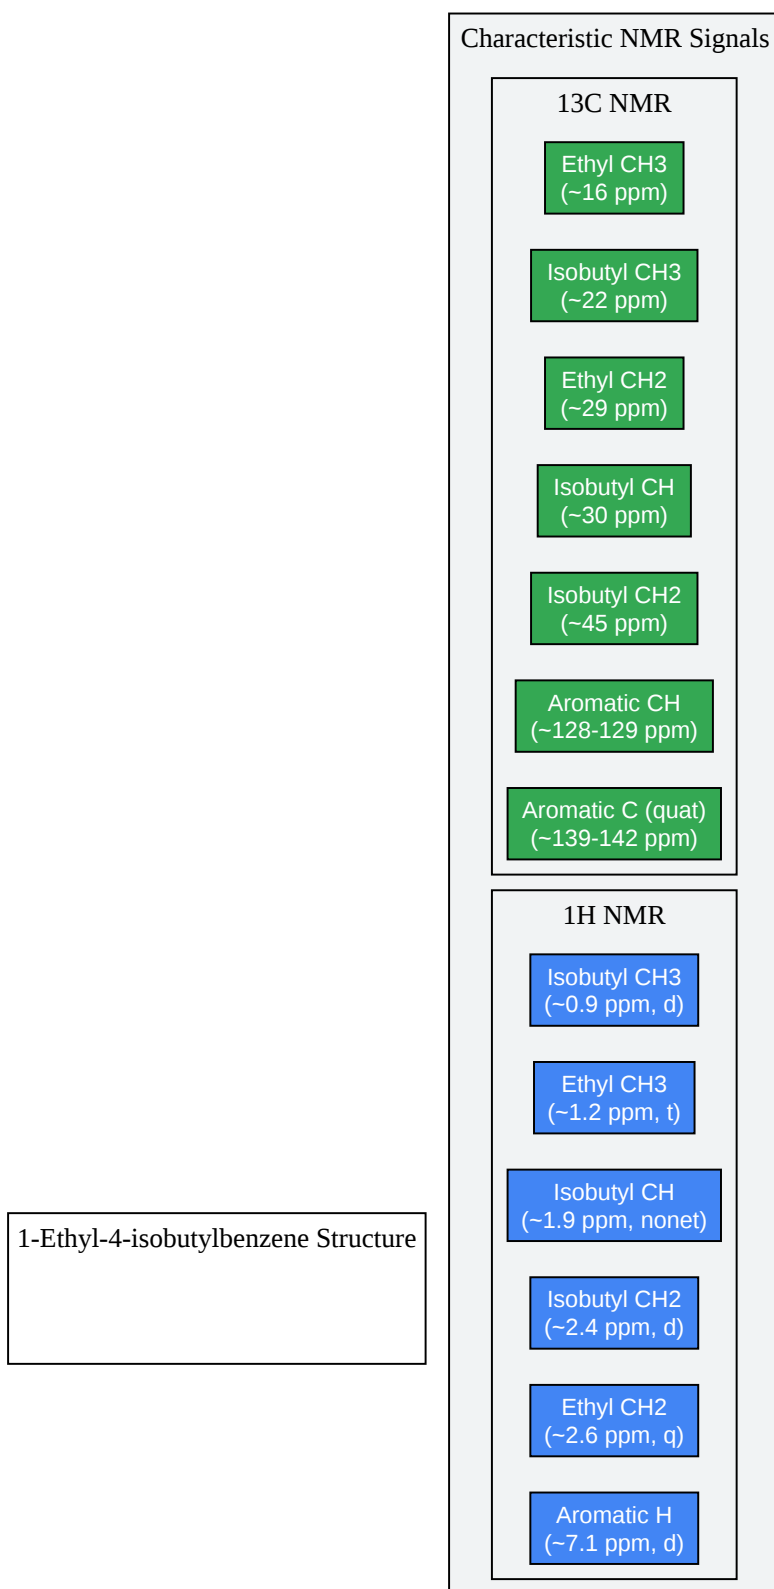 Characteristic NMR Signals
13C NMR
Ethyl CH3
(~16 ppm)
Isobutyl CH3
(~22 ppm)
Ethyl CH2
(~29 ppm)
Isobutyl CH
(~30 ppm)
Isobutyl CH2
(~45 ppm)
Aromatic CH
(~128-129 ppm)
Aromatic C (quat)
(~139-142 ppm)
1H NMR
Isobutyl CH3
(~0.9 ppm, d)
Ethyl CH3
(~1.2 ppm, t)
Isobutyl CH
(~1.9 ppm, nonet)
Isobutyl CH2
(~2.4 ppm, d)
Ethyl CH2
(~2.6 ppm, q)
Aromatic H
(~7.1 ppm, d)
1-Ethyl-4-isobutylbenzene Structure